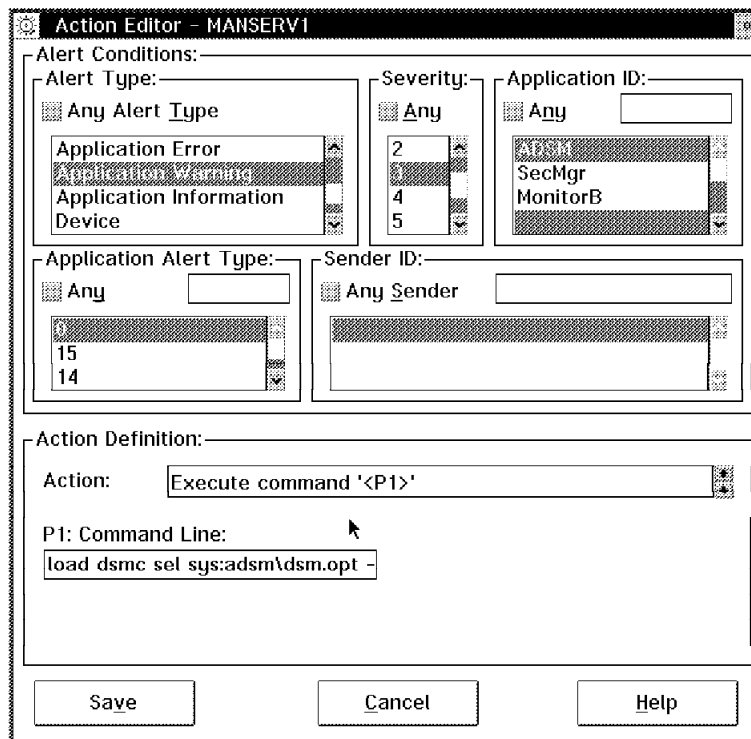 Action Editor - MANSERV1
Alert Conditions:
Alert Type:
Any Alert Type
Application Error
Application Warning
Application Information
Device
Severity:
Any
2
3
4
5
Application ID:
Any
ADSM
SecMgr
MonitorB
Application Alert Type:
Any
0
15
14
Sender ID:
Any Sender
Action Definition:
Action:
Execute command '<P1>'
P1: Command Line:
load dsmc sel sys:adsm\dsm.opt -
Save
Cancel
Help